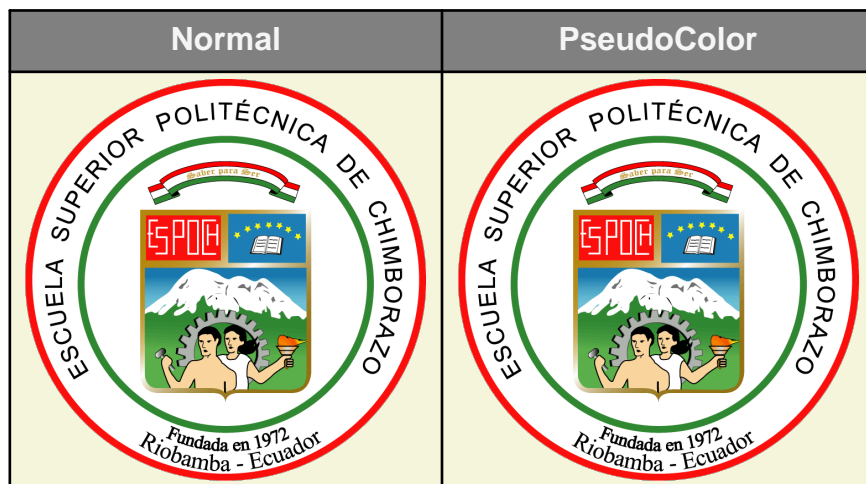 Normal
PseudoColor
ESCUELA SUPERIOR POLITÉCNICA DE CHIMBORAZO
Saber para Ser
ESPOCH
Fundada en 1972
Riobamba - Ecuador
ESCUELA SUPERIOR POLITÉCNICA DE CHIMBORAZO
Saber para Ser
ESPOCH
Fundada en 1972
Riobamba - Ecuador